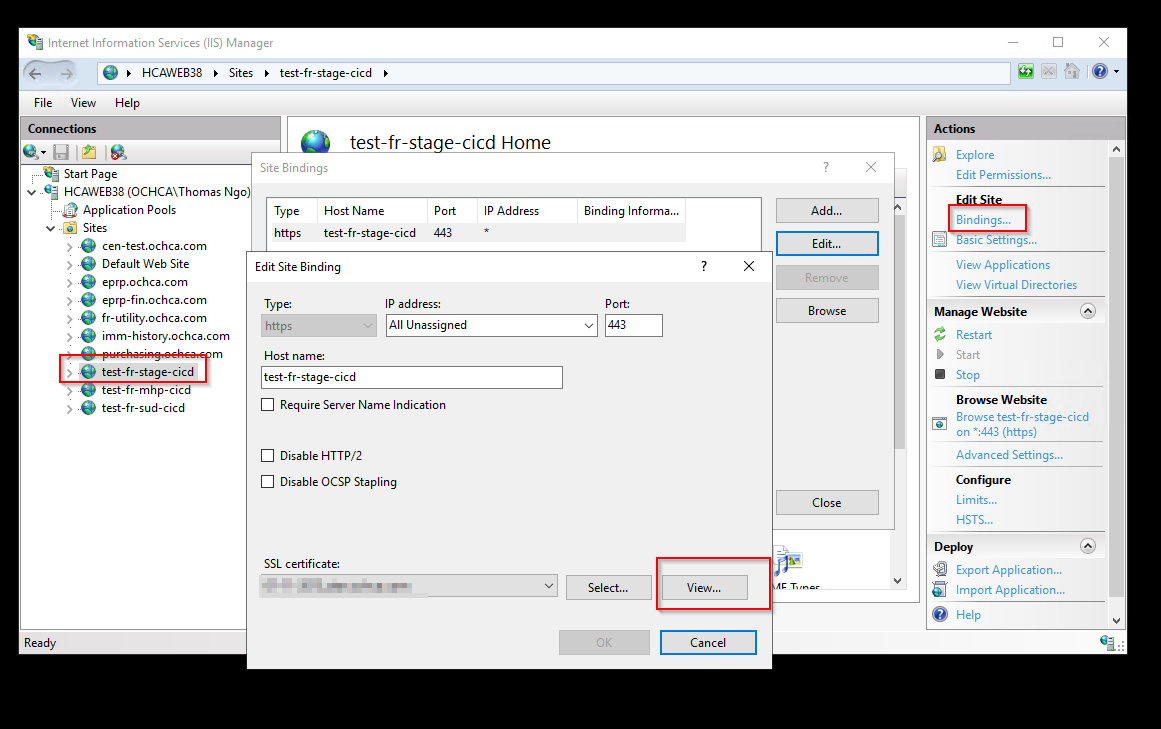 Internet Information Services (IIS) Manager
HCAWEB38 Sites test-fr-stage-cicd
File View Help
Connections
Start Page
HCAWEB38 (OCHCA\Thomas Ngo)
Application Pools
Sites
cen-test.ochca.com
Default Web Site
eprp.ochca.com
eprp-fin.ochca.com
fr-utility.ochca.com
imm-history.ochca.com
purchasing.ochca.com
test-fr-stage-cicd
test-fr-mhp-cicd
test-fr-sud-cicd
test-fr-stage-cicd Home
Site Bindings
?
Type Host Name Port IP Address Binding Informa...
https test-fr-stage-cicd 443 *
Add...
Edit...
Remove
Browse
Close
Edit Site Binding
?
Type: IP address: Port:
https All Unassigned 443
Host name:
test-fr-stage-cicd
Require Server Name Indication
Disable HTTP/2
Disable OCSP Stapling
SSL certificate:
Select... View...
OK Cancel
Actions
Explore
Edit Permissions...
Edit Site
Bindings...
Basic Settings...
View Applications
View Virtual Directories
Manage Website
Restart
Start
Stop
Browse Website
Browse test-fr-stage-cicd
on *:443 (https)
Advanced Settings...
Configure
Limits...
HSTS...
Deploy
Export Application...
Import Application...
Help
Ready